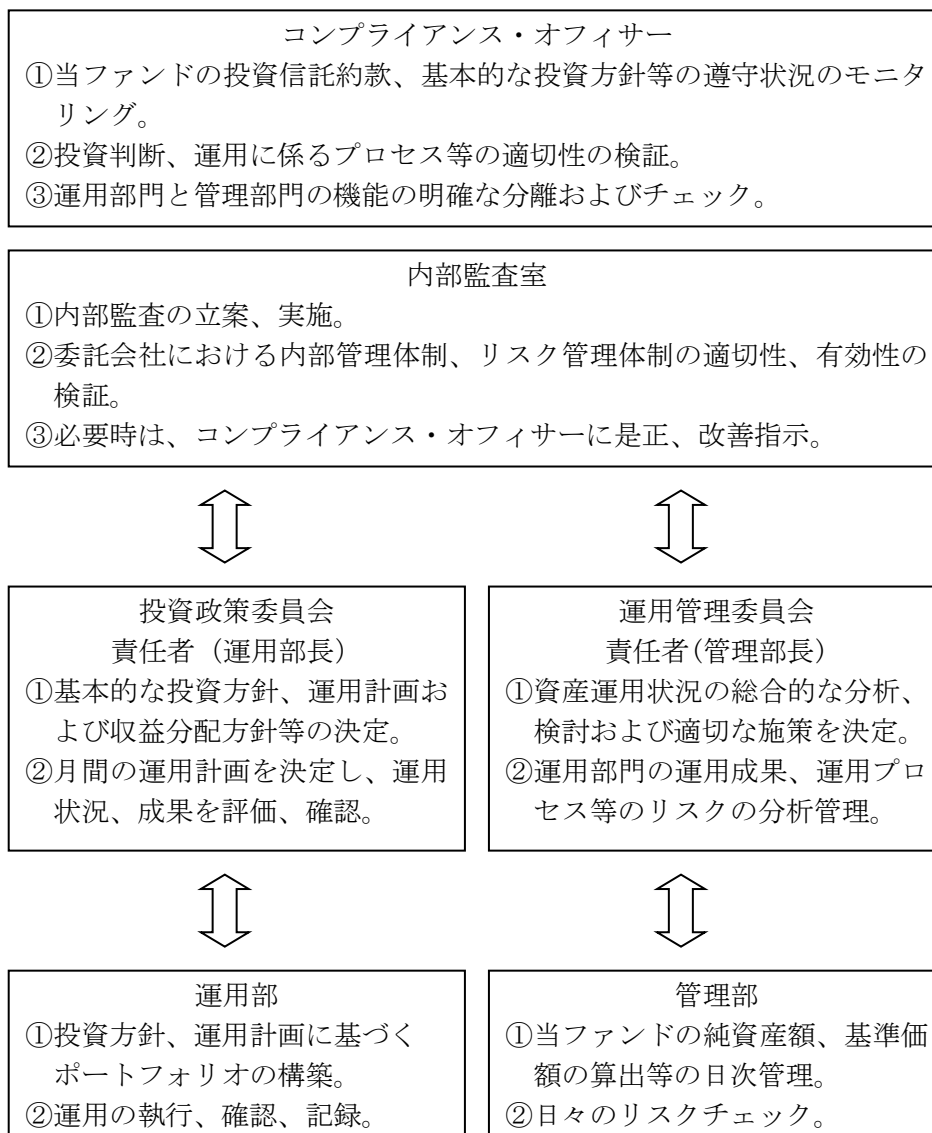 コンプライアンス・オフィサー
①当ファンドの投資信託約款、基本的な投資方針等の遵守状況のモニタ
リング。
②投資判断、運用に係るプロセス等の適切性の検証。
③運用部門と管理部門の機能の明確な分離およびチェック。
内部監査室
①内部監査の立案、実施。
②委託会社における内部管理体制、リスク管理体制の適切性、有効性の
検証。
③必要時は、コンプライアンス・オフィサーに是正、改善指示。
投資政策委員会
責任者（運用部長）
①基本的な投資方針、運用計画お
よび収益分配方針等の決定。
②月間の運用計画を決定し、運用
状況、成果を評価、確認。
運用管理委員会
責任者(管理部長)
①資産運用状況の総合的な分析、
検討および適切な施策を決定。
②運用部門の運用成果、運用プロ
セス等のリスクの分析管理。
運用部
①投資方針、運用計画に基づく
ポートフォリオの構築。
②運用の執行、確認、記録。
管理部
①当ファンドの純資産額、基準価
額の算出等の日次管理。
②日々のリスクチェック。